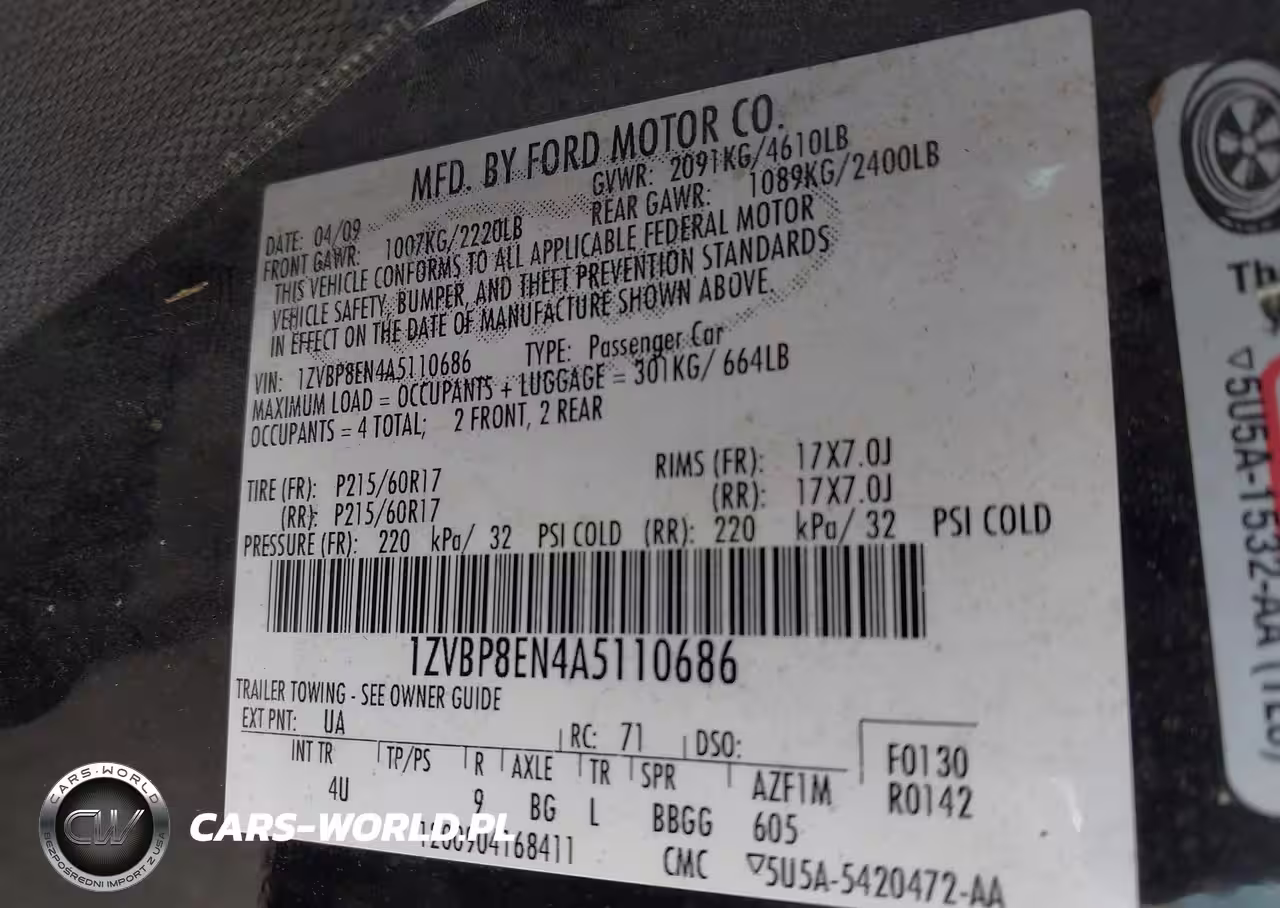 MFD. BY FORD MOTOR CO.
DATE: 04/09 GVWR: 2091KG/4610LB
FRONT GAWR: 1007KG/2220LB REAR GAWR: 1089KG/2400LB
THIS VEHICLE CONFORMS TO ALL APPLICABLE FEDERAL MOTOR
VEHICLE SAFETY, BUMPER, AND THEFT PREVENTION STANDARDS
IN EFFECT ON THE DATE OF MANUFACTURE SHOWN ABOVE.
VIN: 1ZVBP8EN4A5110686 TYPE: Passenger Car
MAXIMUM LOAD = OCCUPANTS + LUGGAGE = 301KG/ 664LB
OCCUPANTS = 4 TOTAL; 2 FRONT, 2 REAR
TIRE (FR): P215/60R17 RIMS (FR): 17X7.0J
(RR): P215/60R17 (RR): 17X7.0J
PRESSURE (FR): 220 kPa/ 32 PSI COLD (RR): 220 kPa/ 32 PSI COLD
1ZVBP8EN4A5110686
TRAILER TOWING - SEE OWNER GUIDE
EXT PNT: UA RC: 71 DSO:
INT TR TP/PS R AXLE TR SPR AZF1M F0130
4U 9 BG L BBGG 605 R0142
CMC ▽5U5A-5420472-AA
▽5U5A-1532-AA
CARS-WORLD
CW
BEZPOŚREDNI IMPORT Z USA
CARS-WORLD.PL